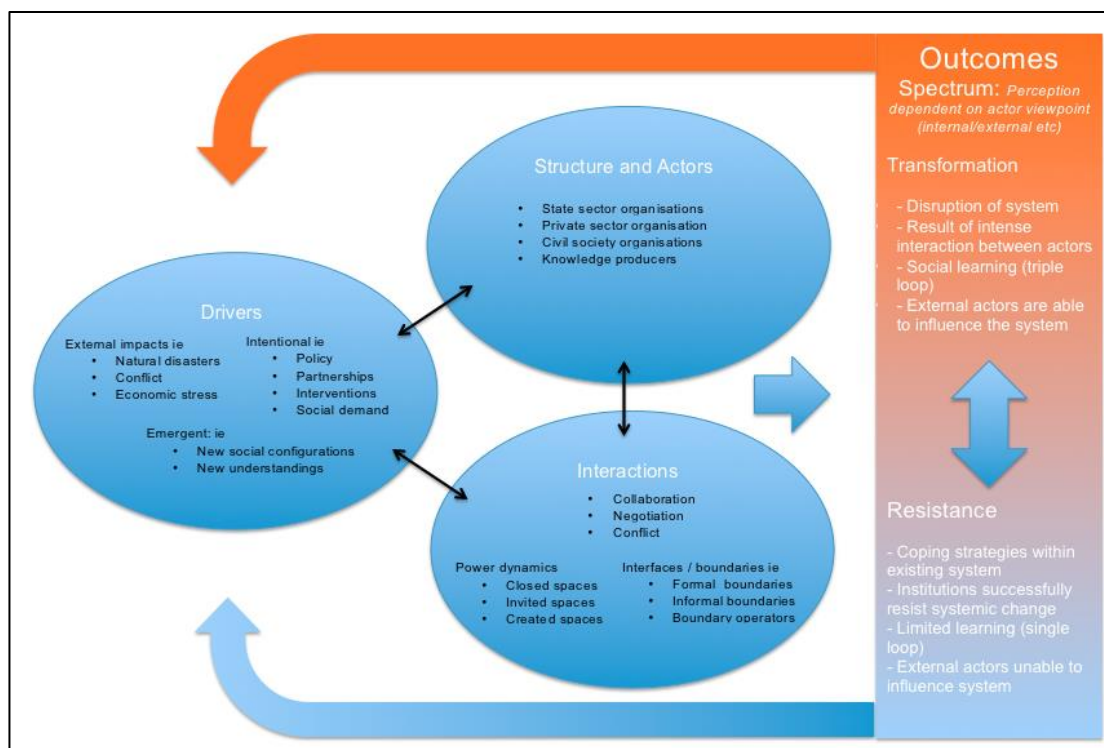 Outcomes
Spectrum: Perception
dependent on actor viewpoint
(internal/external etc)
Transformation
- Disruption of system
- Result of intense
interaction between actors
- Social learning (triple
loop)
- External actors are able
to influence the system
Resistance
- Coping strategies within
existing system
- Institutions successfully
resist systemic change
- Limited learning (single
loop)
- External actors unable to
influence system
Structure and Actors
• State sector organisations
• Private sector organisation
• Civil society organisations
• Knowledge producers
Drivers
External impacts ie
• Natural disasters
• Conflict
• Economic stress
Intentional ie
• Policy
• Partnerships
• Interventions
• Social demand
Emergent: ie
• New social configurations
• New understandings
Interactions
• Collaboration
• Negotiation
• Conflict
Power dynamics
• Closed spaces
• Invited spaces
• Created spaces
Interfaces / boundaries ie
• Formal boundaries
• Informal boundaries
• Boundary operators